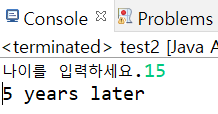 Console Problems
<terminated> test2 [Java A
나이를 입력하세요.15
5 years later